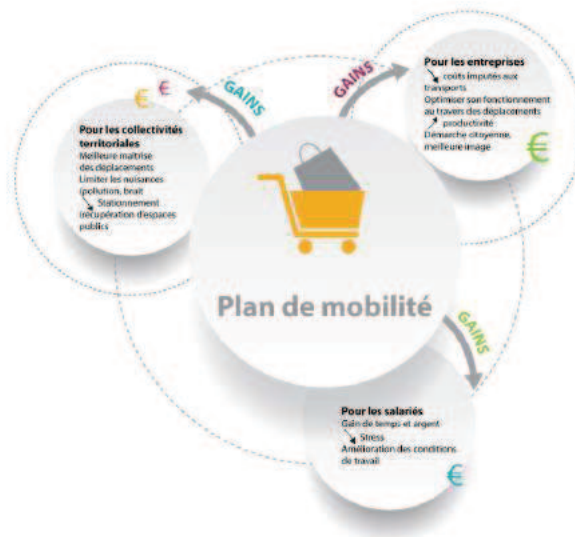 GAINS
Pour les collectivités
territoriales
Meilleure maîtrise
des déplacements
Limiter les nuisances
(pollution, bruit
Stationnement
(récupération d'espaces
publics
€ €
GAINS
Pour les entreprises
coûts imputés aux
transports
Optimiser son fonctionnement
au travers des déplacements
productivité
Démarche citoyenne,
meilleure image
€
Plan de mobilité
GAINS
Pour les salariés
Gain de temps et argent
Stress
Amélioration des conditions
de travail
€